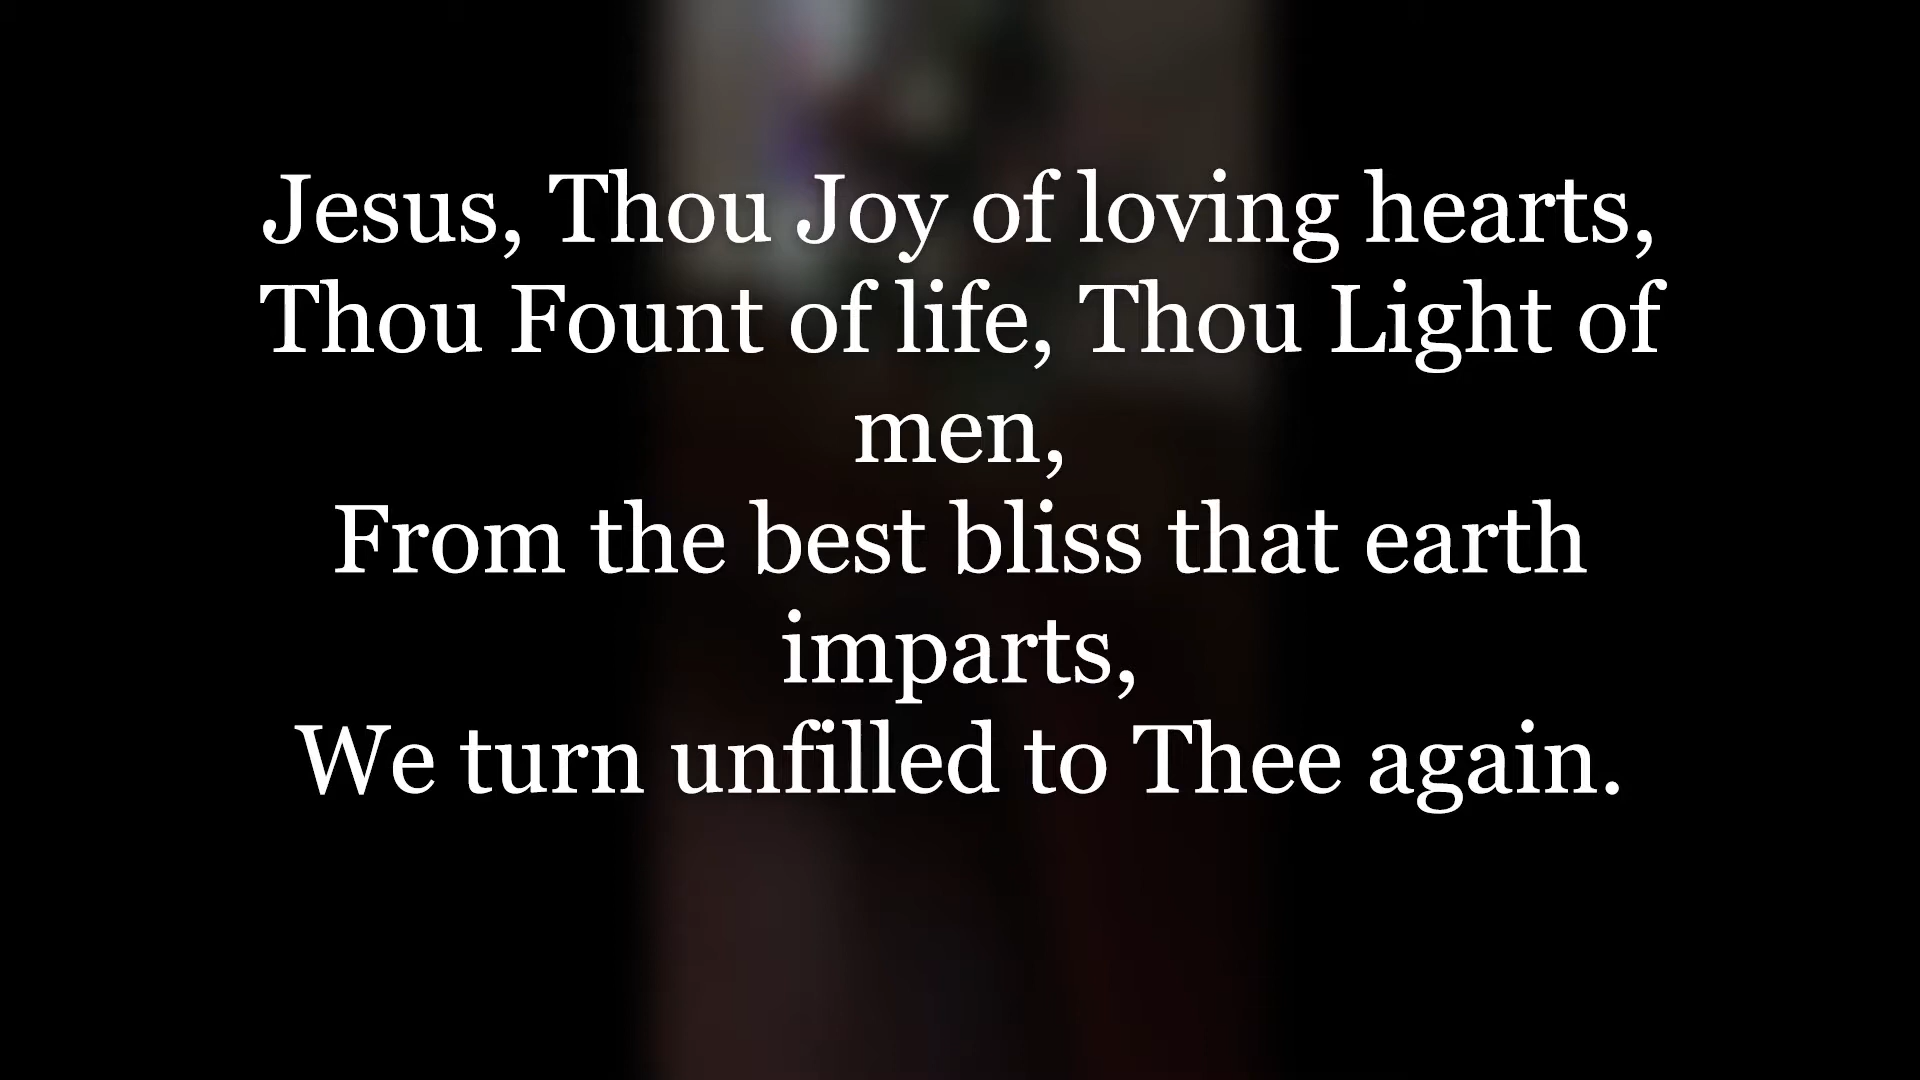 Jesus, Thou Joy of loving hearts,
Thou Fount of life, Thou Light of
men,
From the best bliss that earth
imparts,
We turn unfilled to Thee again.